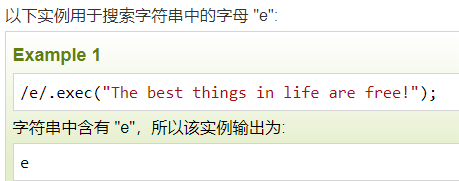 以下实例用于搜索字符串中的字母 "e":
Example 1
/e/.exec("The best things in life are free!");
字符串中含有 "e"，所以该实例输出为:
e